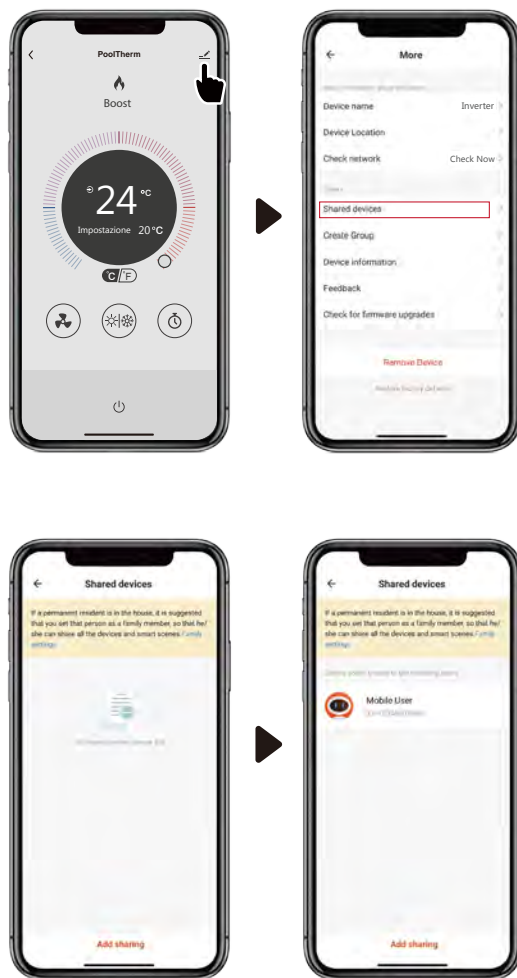 PoolTherm
Boost
24 °C
Impostazione 20°C
°C/°F
More
Device name Inverter
Device Location
Check network Check Now
Shared devices
Create Group
Device information
Feedback
Check for firmware upgrades
Remove Device
Shared devices
If a permanent resident is in the house, it is suggested
that you set that person as a family member, so that he/
she can share all the devices and smart scenes. Family
settings
Add sharing
Shared devices
If a permanent resident is in the house, it is suggested
that you set that person as a family member, so that he/
she can share all the devices and smart scenes. Family
settings
Mobile User
Add sharing